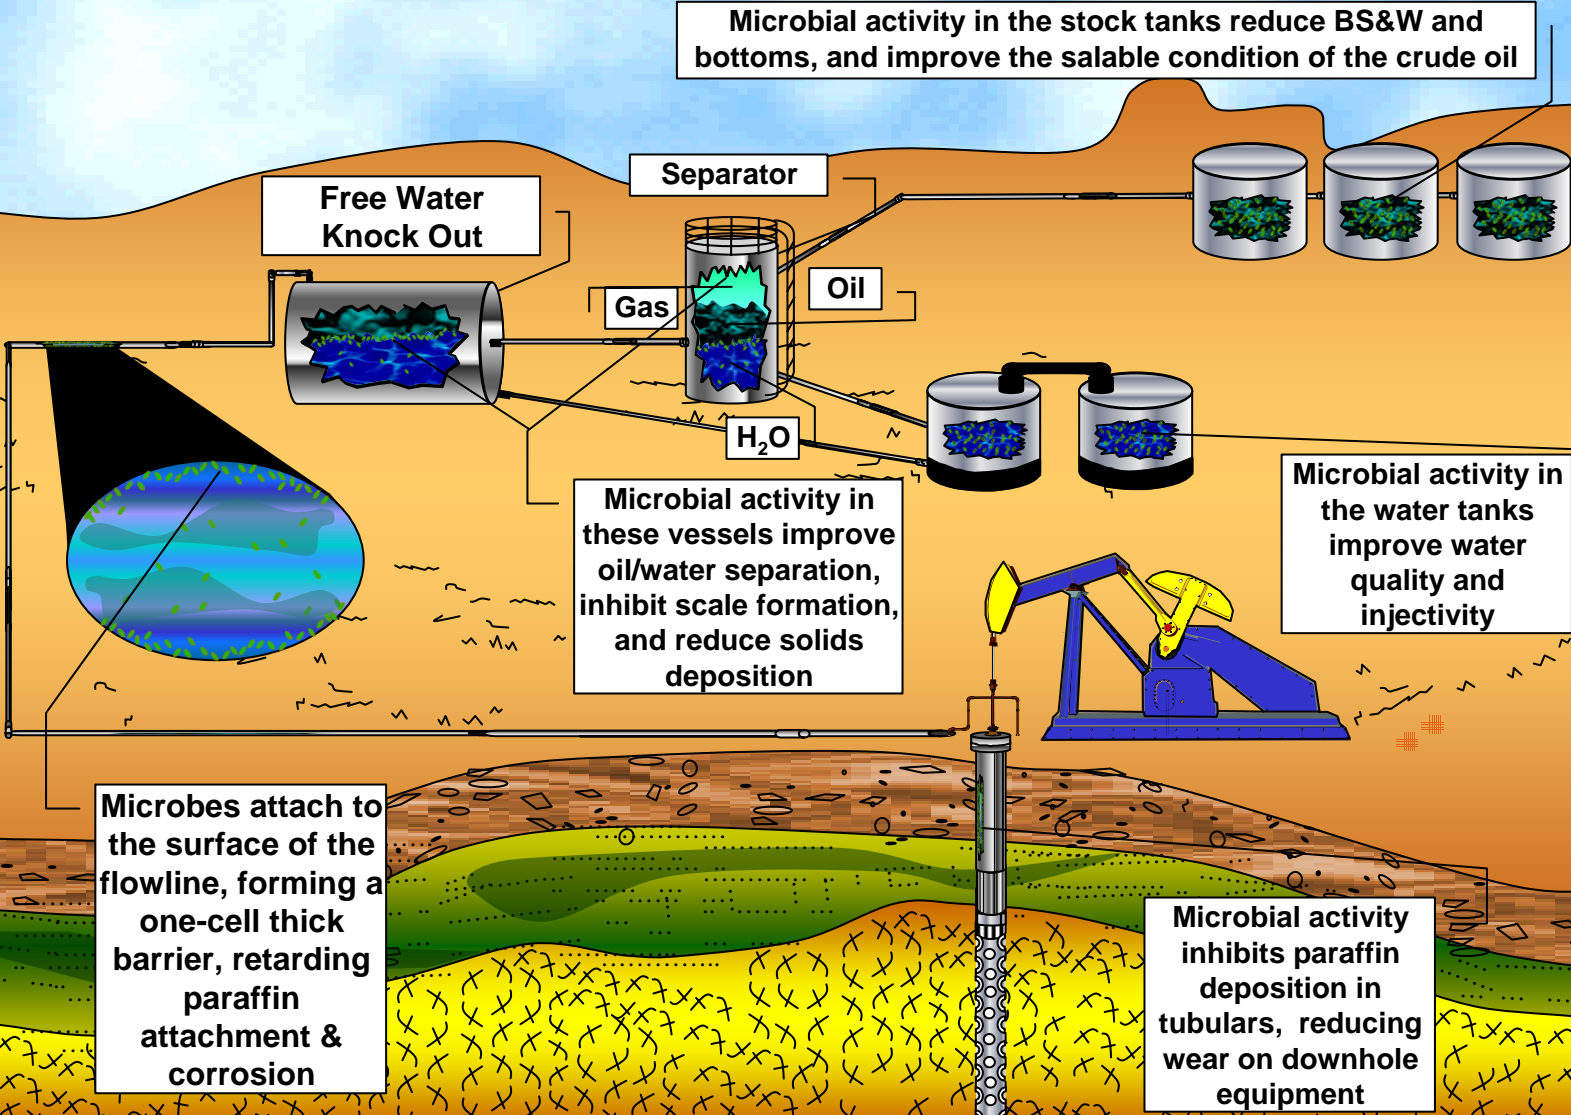 Microbial activity in the stock tanks reduce BS&W and
bottoms, and improve the salable condition of the crude oil
Separator
Free Water
Knock Out
Gas
Oil
H₂O
Microbial activity in
these vessels improve
oil/water separation,
inhibit scale formation,
and reduce solids
deposition
Microbial activity in
the water tanks
improve water
quality and
injectivity
Microbes attach to
the surface of the
flowline, forming a
one-cell thick
barrier, retarding
paraffin
attachment &
corrosion
Microbial activity
inhibits paraffin
deposition in
tubulars, reducing
wear on downhole
equipment